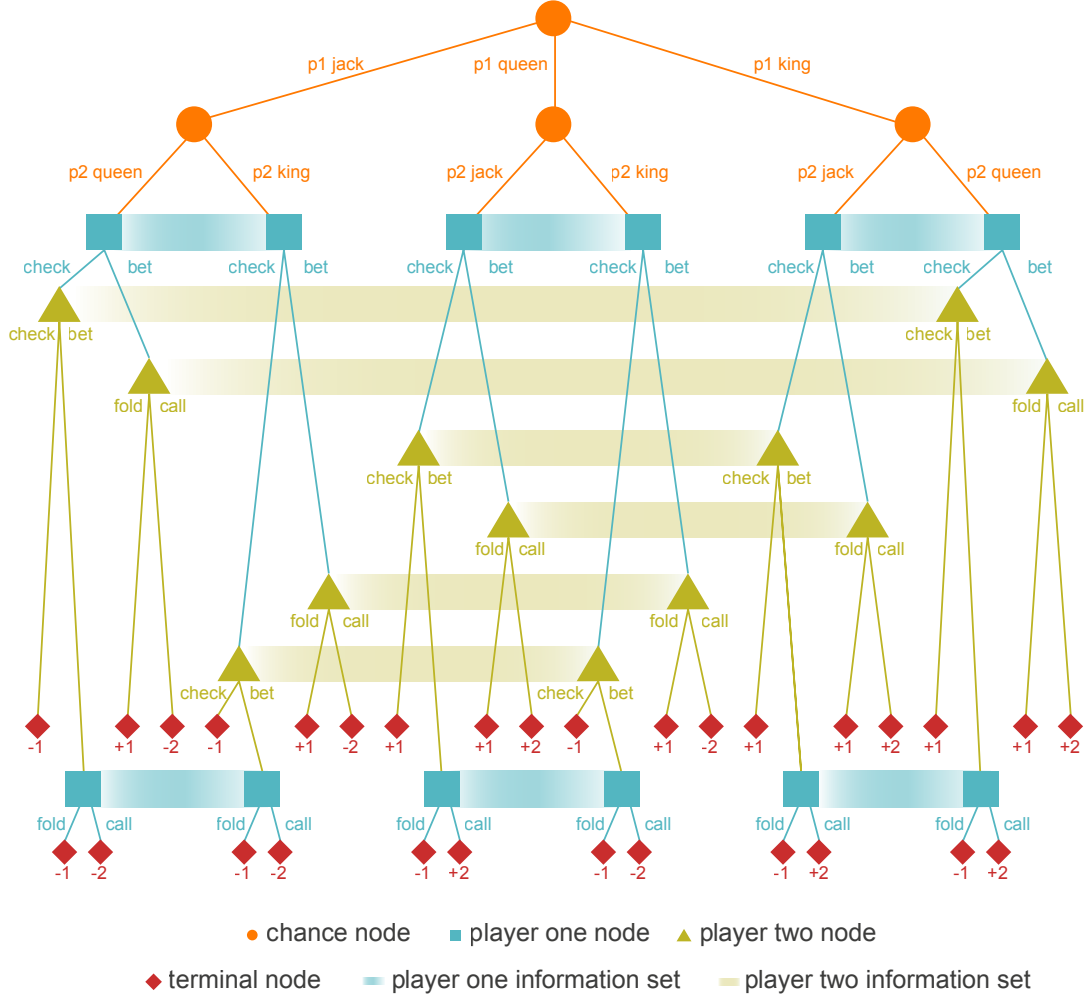 p1 jack p1 queen p1 king
p2 queen p2 king p2 jack p2 king p2 jack p2 queen
check bet check bet check bet check bet check bet check bet
check bet check bet
fold call fold call
check bet check bet
fold call fold call
fold call fold call
check bet check bet
-1 +1 -2 -1 +1 -2 +1 +1 +2 -1 +1 -2 +1 +1 +2 +1 +1 +2
fold call fold call fold call fold call fold call fold call
-1 -2 -1 -2 -1 +2 -1 -2 -1 +2 -1 +2
chance node player one node player two node
terminal node player one information set player two information set